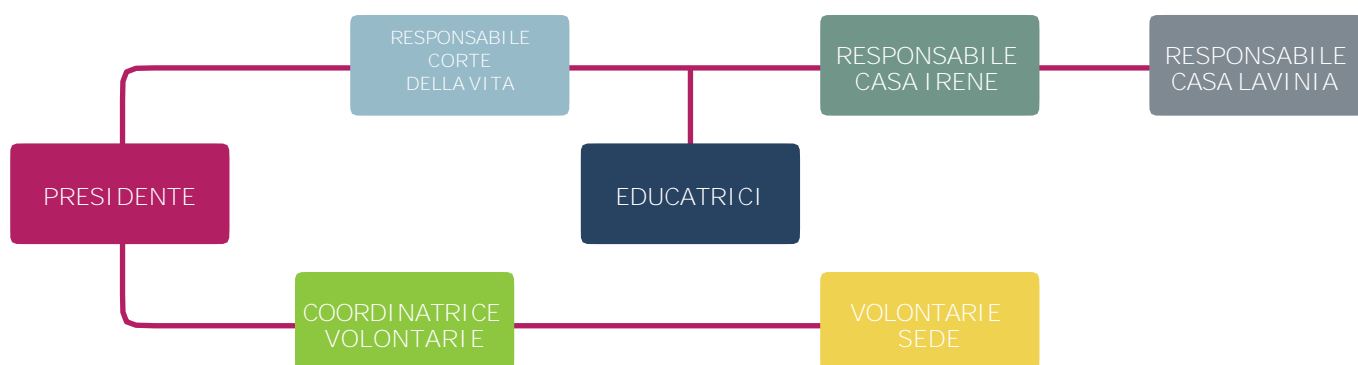 RESPONSABILE
CORTE
DELLA VITA
RESPONSABILE
CASA IRENE
RESPONSABILE
CASA LAVINIA
PRESIDENTE
EDUCATRICI
COORDINATRICE
VOLONTARIE
VOLONTARIE
SEDE